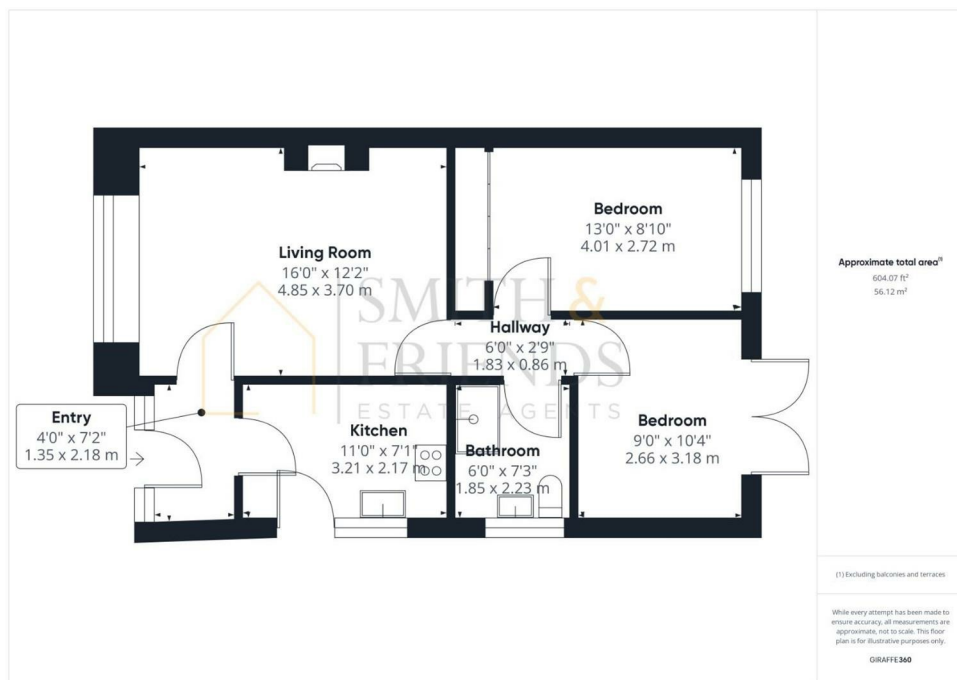 Living Room
16'0" x 12'2"
4.85 x 3.70 m
Bedroom
13'0" x 8'10"
4.01 x 2.72 m
Hallway
6'0" x 2'9"
1.83 x 0.86 m
SMITH &
FRIENDS
ESTATE AGENTS
Entry
4'0" x 7'2"
1.35 x 2.18 m
Kitchen
11'0" x 7'1"
3.21 x 2.17 m
Bathroom
6'0" x 7'3"
1.85 x 2.23 m
Bedroom
9'0" x 10'4"
2.66 x 3.18 m
Approximate total area(1)
604.07 ft²
56.12 m²
(1) Excluding balconies and terraces
While every attempt has been made to
ensure accuracy, all measurements are
approximate, not to scale. This floor
plan is for illustrative purposes only.
GIRAFFE360